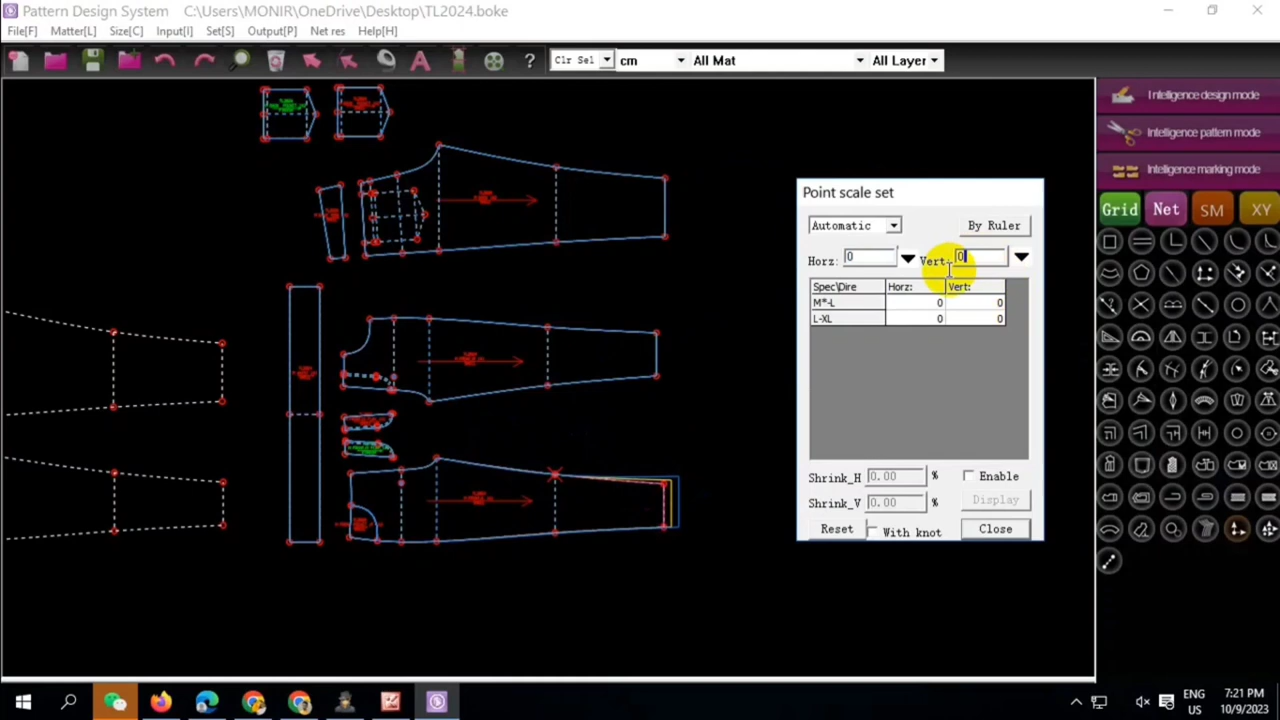 Pattern Design System C:\Users\MONIR\OneDrive\Desktop\TL2024.boke
File[F] Matter[L] Size[C] Input[I] Set[S] Output[P] Net res Help[H]
Clr Sel cm All Mat All Layer
Intelligence design mode
Intelligence pattern mode
Intelligence marking mode
Grid Net SM XY
Point scale set
Automatic By Ruler
Horz: 0 Vert: 0
Spec\Dire Horz: Vert:
M*-L 0 0
L-XL 0 0
Shrink_H 0.00 % Enable
Shrink_V 0.00 % Display
Reset With knot Close
ENG 7:21 PM
US 10/9/2023